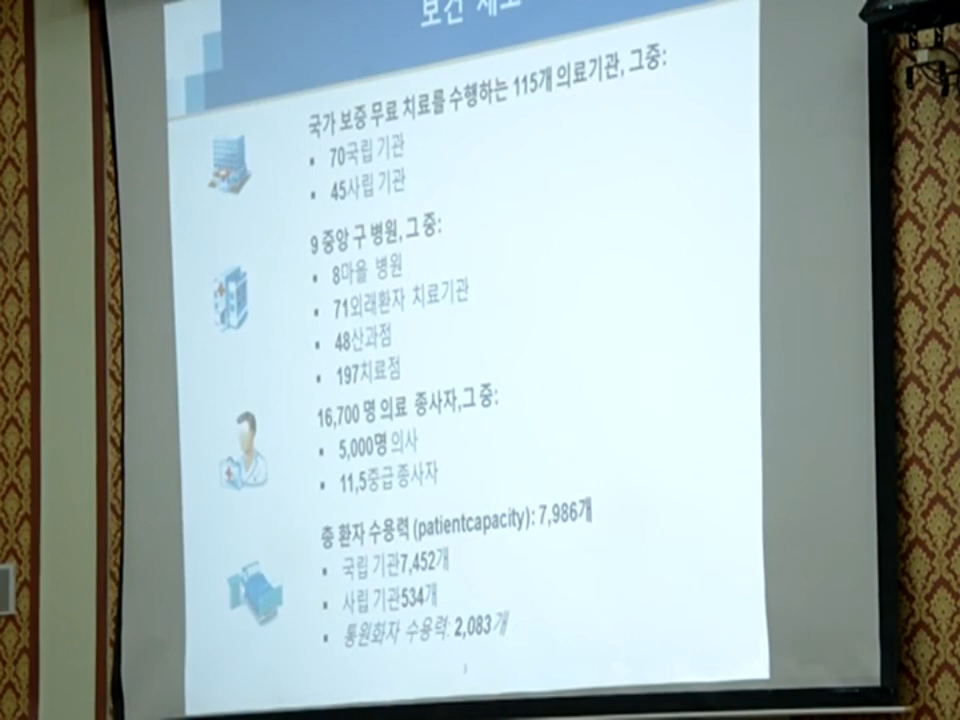 보건 제도
국가 보증 무료 치료를 수행하는 115개 의료기관, 그중:
▪ 70국립 기관
▪ 45사립 기관
9 중앙 구 병원, 그 중:
▪ 8마을 병원
▪ 71외래환자 치료기관
▪ 48산과점
▪ 197치료점
16,700 명 의료 종사자,그 중:
▪ 5,000명 의사
▪ 11,5중급 종사자
총 환자 수용력 (patientcapacity): 7,986개
▪ 국립 기관7,452개
▪ 사립 기관534개
▪ 통원화자 수용력: 2,083개
3